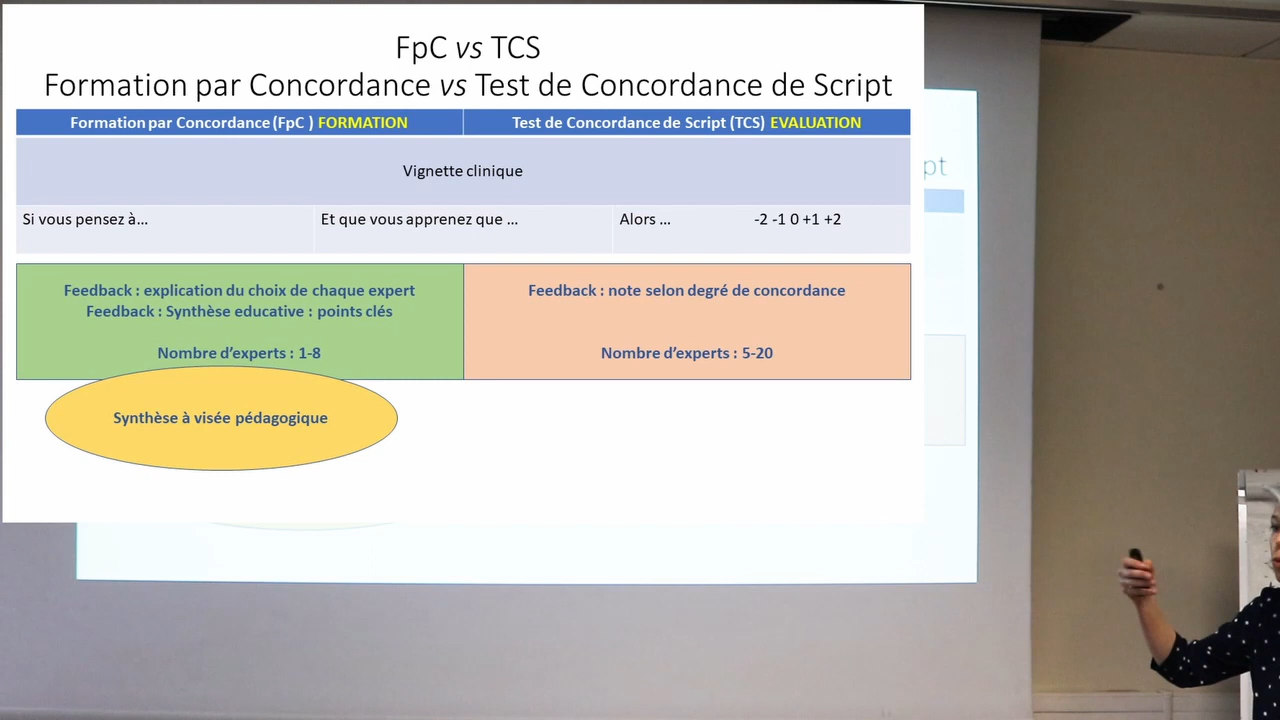 FpC vs TCS
Formation par Concordance vs Test de Concordance de Script
Formation par Concordance (FpC ) FORMATION
Test de Concordance de Script (TCS) EVALUATION
Vignette clinique
Si vous pensez à...
Et que vous apprenez que ...
Alors ...
-2 -1 0 +1 +2
Feedback : explication du choix de chaque expert
Feedback : Synthèse educative : points clés
Nombre d'experts : 1-8
Feedback : note selon degré de concordance
Nombre d'experts : 5-20
Synthèse à visée pédagogique
pt